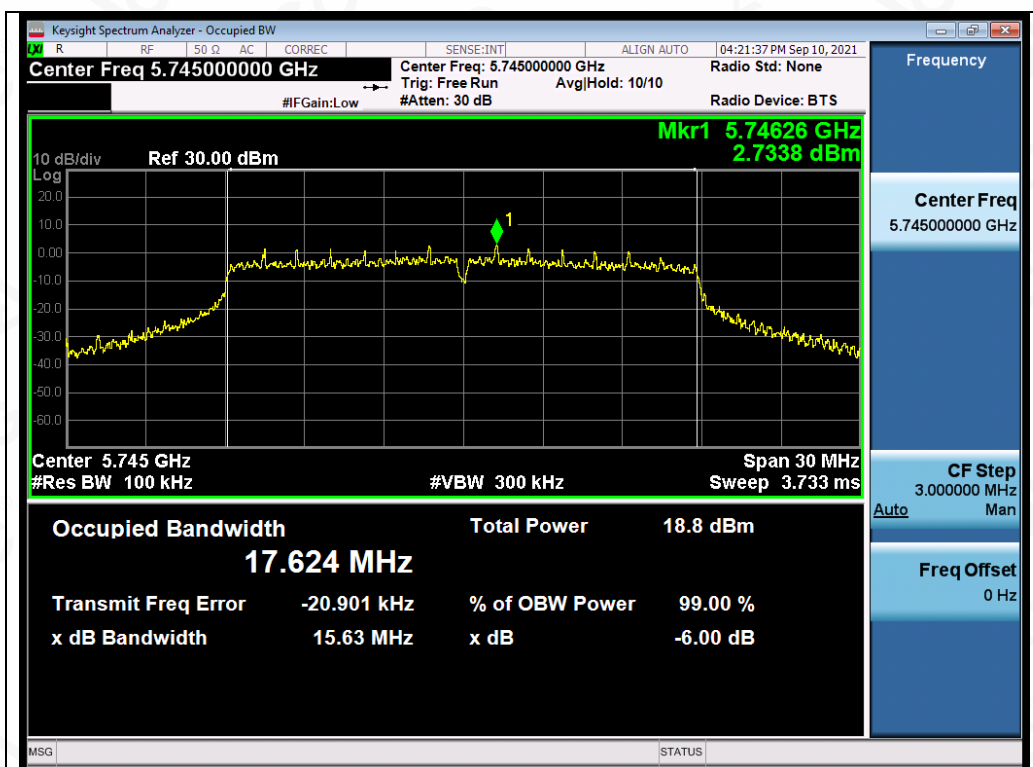 Keysight Spectrum Analyzer - Occupied BW
LXI R RF 50 Ω AC CORREC SENSE:INT ALIGN AUTO 04:21:37 PM Sep 10, 2021
Center Freq 5.745000000 GHz
Center Freq: 5.745000000 GHz
Radio Std: None
Trig: Free Run Avg|Hold: 10/10
#IFGain:Low
#Atten: 30 dB
Radio Device: BTS
Mkr1 5.74626 GHz
2.7338 dBm
10 dB/div Ref 30.00 dBm
Log
20.0
10.0
1
0.00
-10.0
-20.0
-30.0
-40.0
-50.0
-60.0
Center 5.745 GHz
Span 30 MHz
#Res BW 100 kHz
#VBW 300 kHz
Sweep 3.733 ms
Occupied Bandwidth
17.624 MHz
Total Power 18.8 dBm
Transmit Freq Error -20.901 kHz
% of OBW Power 99.00 %
x dB Bandwidth 15.63 MHz
x dB -6.00 dB
Frequency
Center Freq
5.745000000 GHz
CF Step
3.000000 MHz
Auto Man
Freq Offset
0 Hz
MSG
STATUS